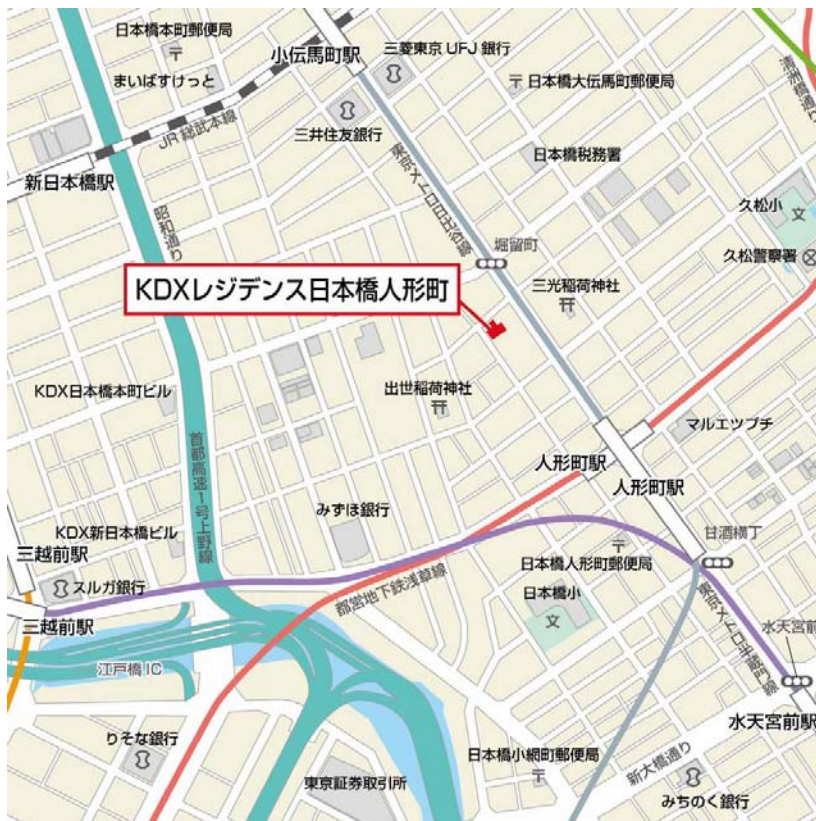 日本橋本町郵便局
小伝馬町駅
三菱東京UFJ銀行
清洲橋通り
まいばすけっと
日本橋大伝馬町郵便局
JR総武本線
三井住友銀行
日本橋税務署
新日本橋駅
東京メトロ日比谷線
久松小
文
昭和通り
堀留町
久松警察署
KDXレジデンス日本橋人形町
三光稲荷神社
KDX日本橋本町ビル
出世稲荷神社
マルエツプチ
首都高速1号上野線
人形町駅
人形町駅
みずほ銀行
KDX新日本橋ビル
三越前駅
甘酒横丁
日本橋人形町郵便局
スルガ銀行
都営地下鉄浅草線
日本橋小
文
東京メトロ半蔵門線
三越前駅
水天宮前
江戸橋IC
水天宮前駅
りそな銀行
日本橋小網町郵便局
新大橋通り
東京証券取引所
みちのく銀行